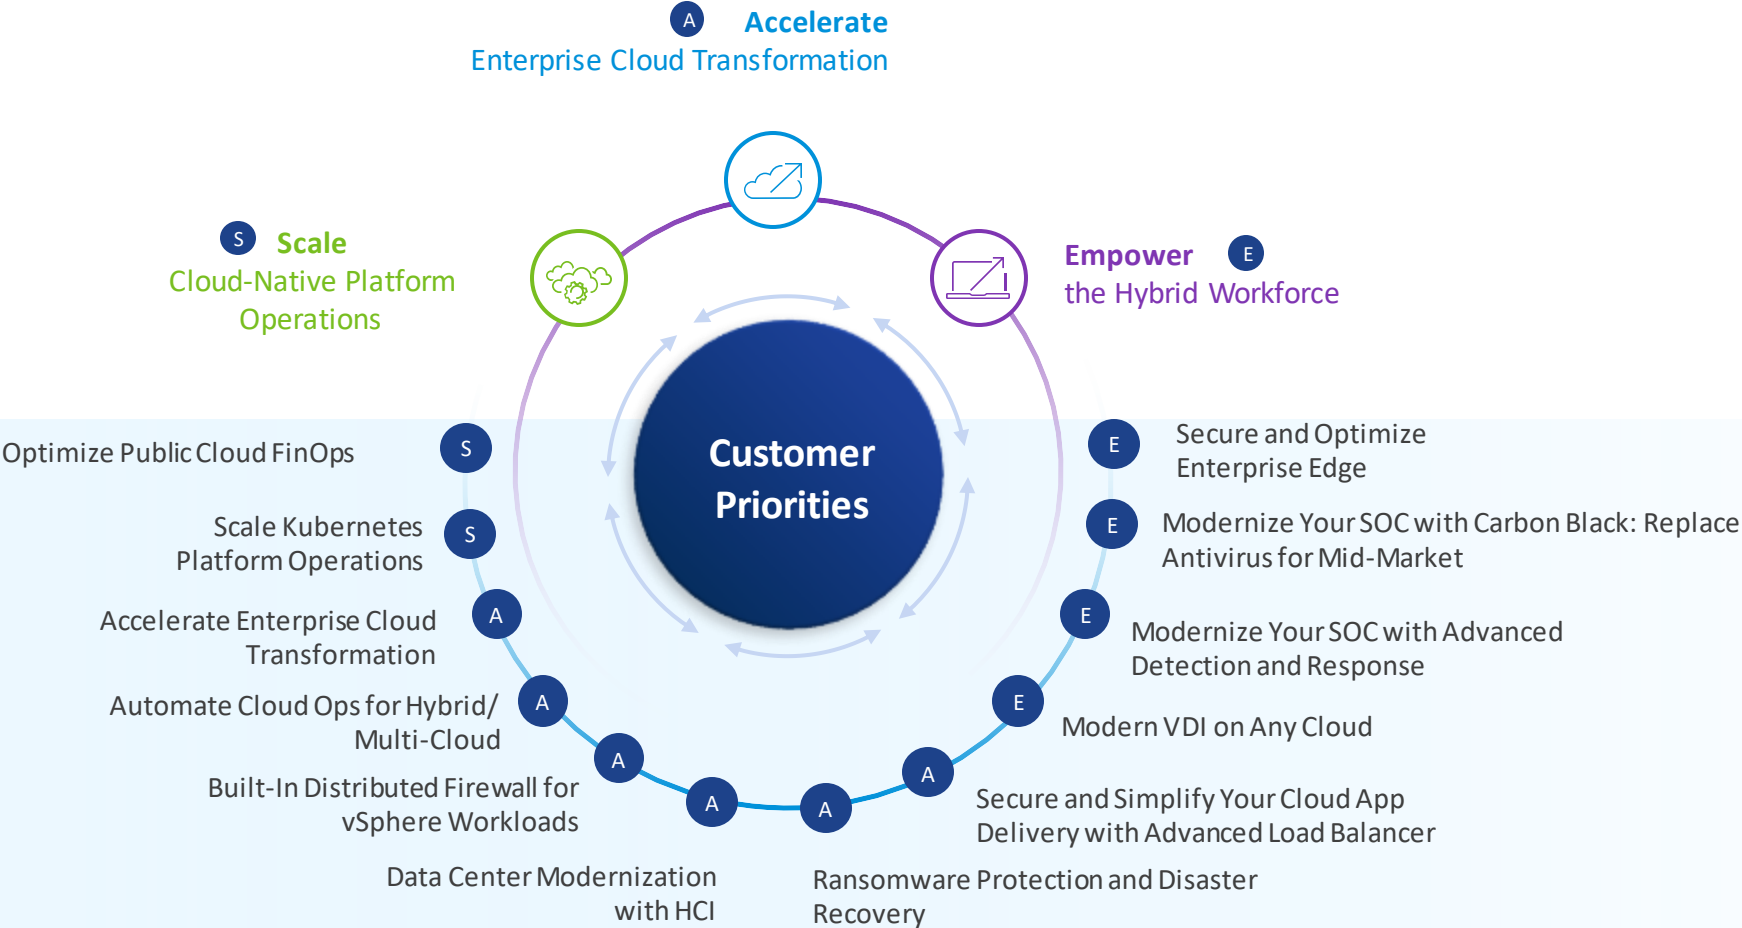 A Accelerate
Enterprise Cloud Transformation
S Scale
Cloud-Native Platform
Operations
Empower E
the Hybrid Workforce
Customer
Priorities
Optimize Public Cloud FinOps S
Scale Kubernetes
Platform Operations S
Accelerate Enterprise Cloud
Transformation A
Automate Cloud Ops for Hybrid/
Multi-Cloud A
Built-In Distributed Firewall for
vSphere Workloads A
Data Center Modernization
with HCI A
A Ransomware Protection and Disaster
Recovery
A Secure and Simplify Your Cloud App
Delivery with Advanced Load Balancer
E Modern VDI on Any Cloud
E Modernize Your SOC with Advanced
Detection and Response
E Modernize Your SOC with Carbon Black: Replace
Antivirus for Mid-Market
E Secure and Optimize
Enterprise Edge